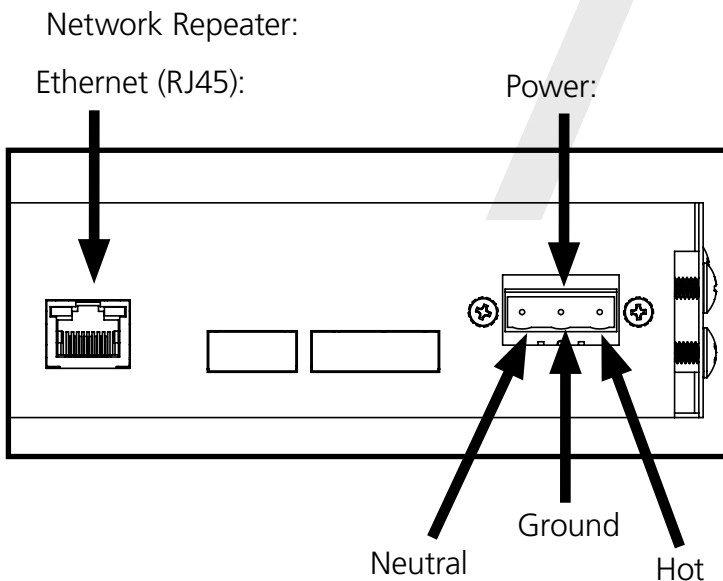 Network Repeater:
Ethernet (RJ45):
Power:
Ground
Neutral
Hot